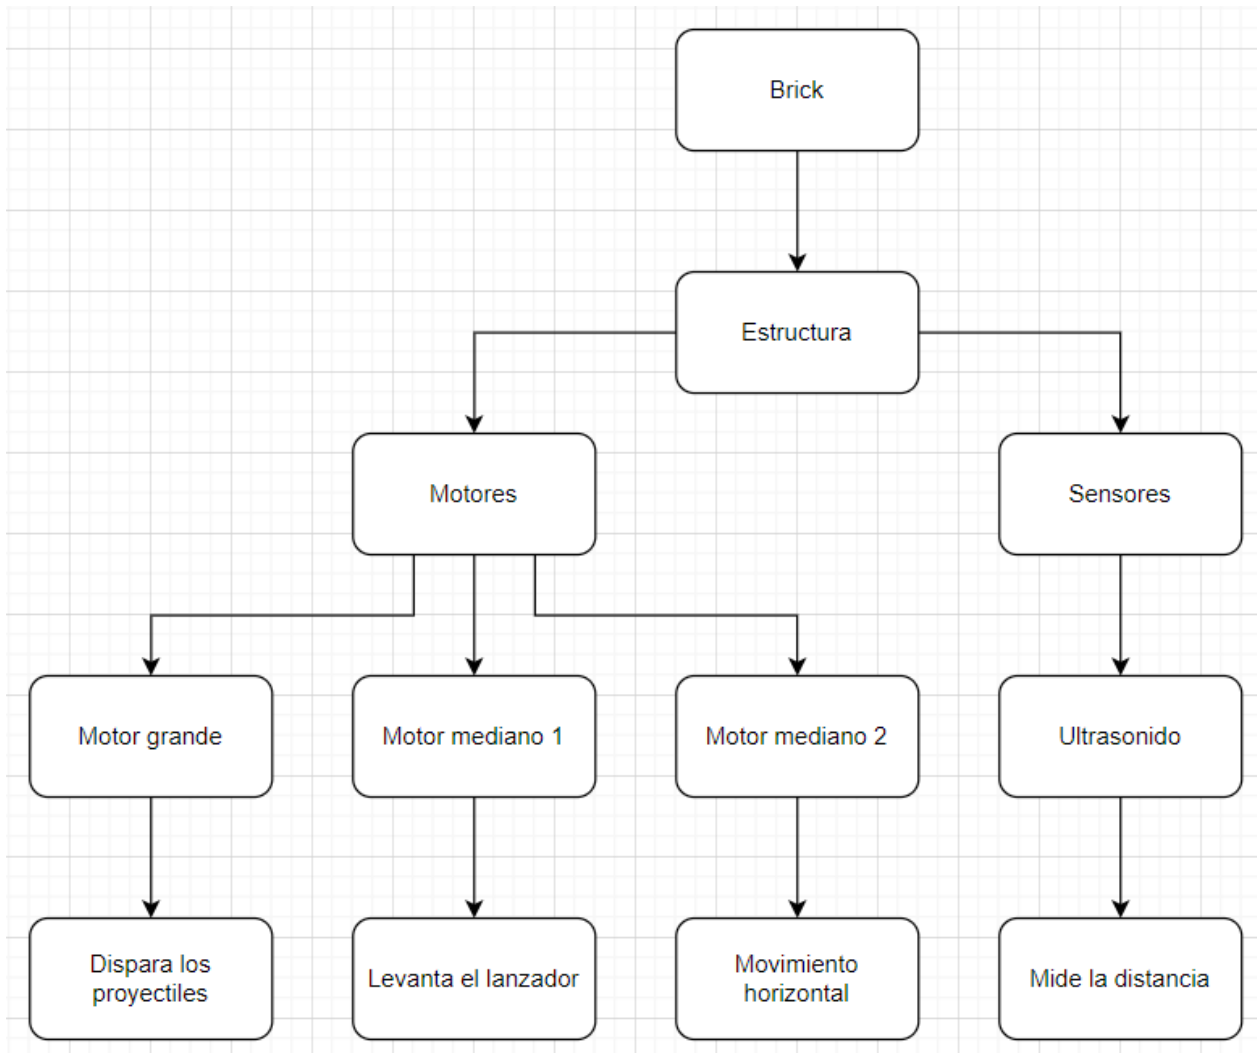 Brick
Estructura
Motores
Sensores
Motor grande
Motor mediano 1
Motor mediano 2
Ultrasonido
Dispara los
proyectiles
Levanta el lanzador
Movimiento
horizontal
Mide la distancia